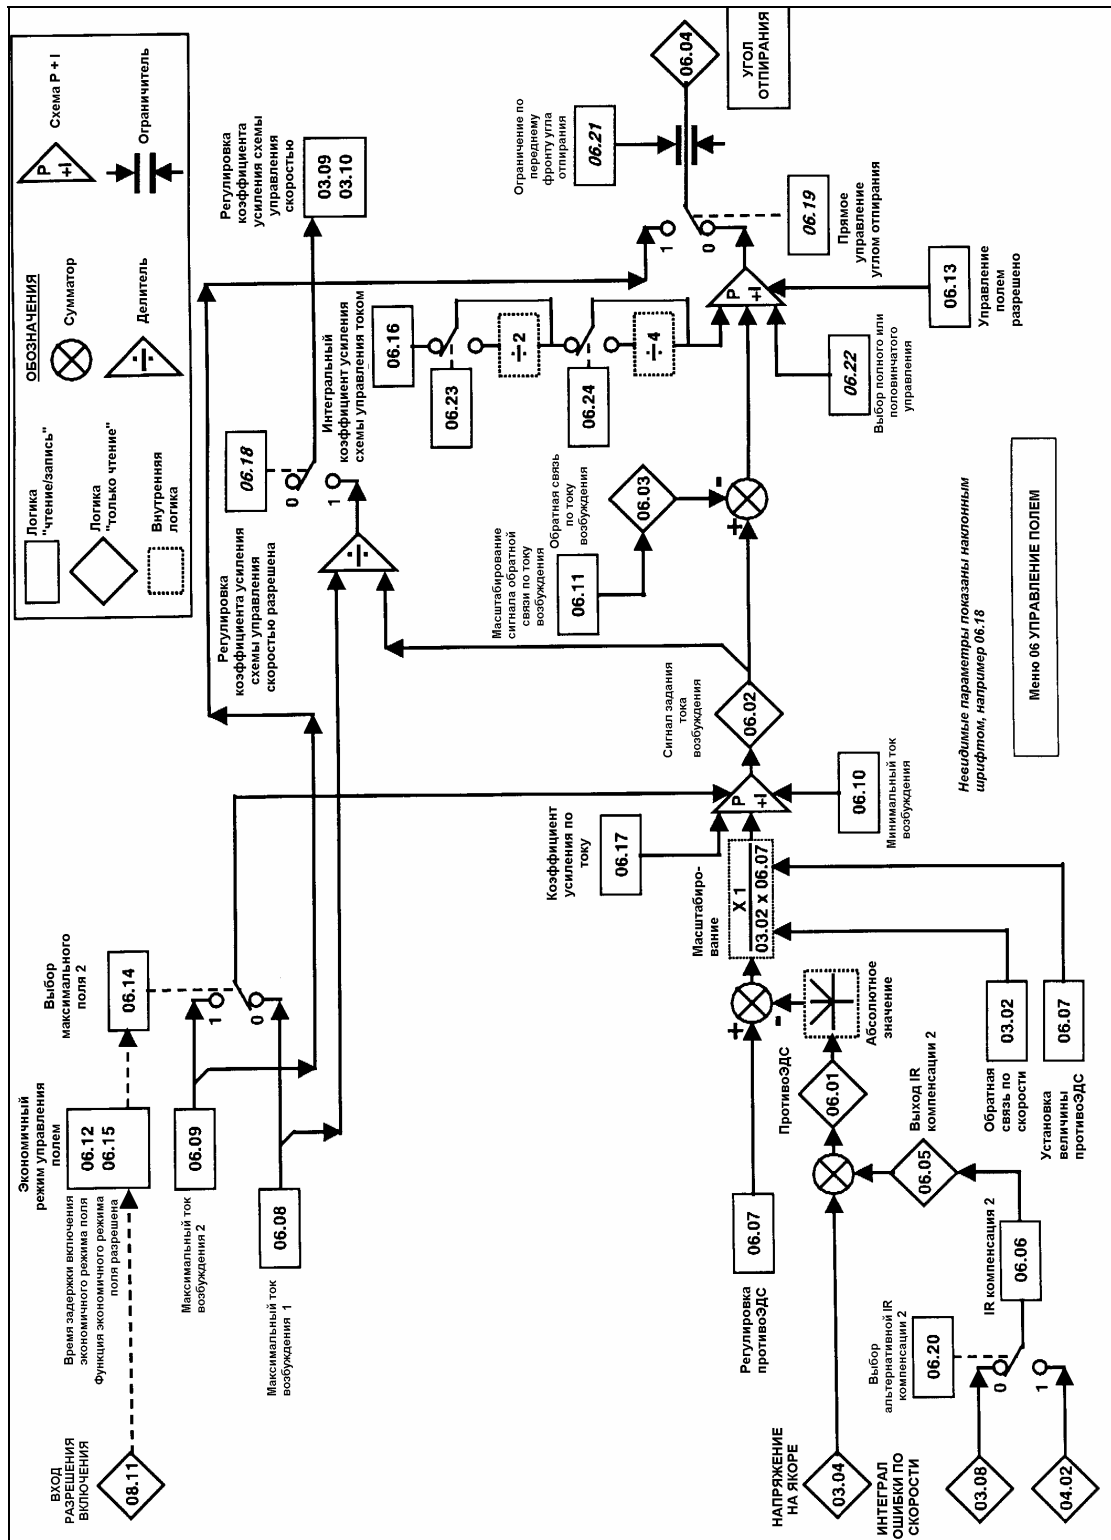 ОБОЗНАЧЕНИЯ
Логика
"чтение/запись"
Логика
"только чтение"
Внутренняя
логика
Сумматор
÷
Делитель
P
+I
Схема P + I
Ограничитель
ВХОД
РАЗРЕШЕНИЯ
ВКЛЮЧЕНИЯ
08.11
Экономичный
режим управления
полем
Время задержки включения
экономичного режима поля
Функция экономичного режима
поля разрешена
06.12
06.15
Выбор
максимального
поля 2
06.14
1
0
06.09
Максимальный ток
возбуждения 2
06.08
Максимальный ток
возбуждения 1
Регулировка
коэффициента усиления
схемы управления
скоростью разрешена
06.18
0
1
÷
Регулировка
коэффициента
усиления схемы
управления
скоростью
03.09
03.10
Интегральный
коэффициент усиления
схемы управления током
06.16
06.23
÷2
06.24
÷4
Масштабирование
сигнала обратной
связи по току
возбуждения
06.11
Обратная связь
по току
возбуждения
06.03
+
-
P
+I
1
0
06.19
Прямое
управление
углом отпирания
Ограничение по
переднему
фронту угла
отпирания
06.21
06.04
УГОЛ
ОТПИРАНИЯ
06.22
Выбор полного или
половинчатого
управления
06.13
Управление
полем
разрешено
Сигнал задания
тока
возбуждения
06.02
Коэффициент
усиления по
току
06.17
P
+I
06.10
Минимальный ток
возбуждения
Масштабиро-
вание
X 1
03.02 x 06.07
+
-
Абсолютное
значение
ПротивоЭДС
06.01
06.07
Регулировка
противоЭДС
НАПРЯЖЕНИЕ
НА ЯКОРЕ
03.04
Выход IR
компенсации 2
06.05
IR компенсация 2
06.06
Выбор
альтернативной IR
компенсации 2
06.20
0
1
ИНТЕГРАЛ
ОШИБКИ ПО
СКОРОСТИ
03.08
04.02
03.02
Обратная
связь по
скорости
06.07
Установка
величины
противоЭДС
Невидимые параметры показаны наклонным
шрифтом, например 06.18
Меню 06 УПРАВЛЕНИЕ ПОЛЕМ